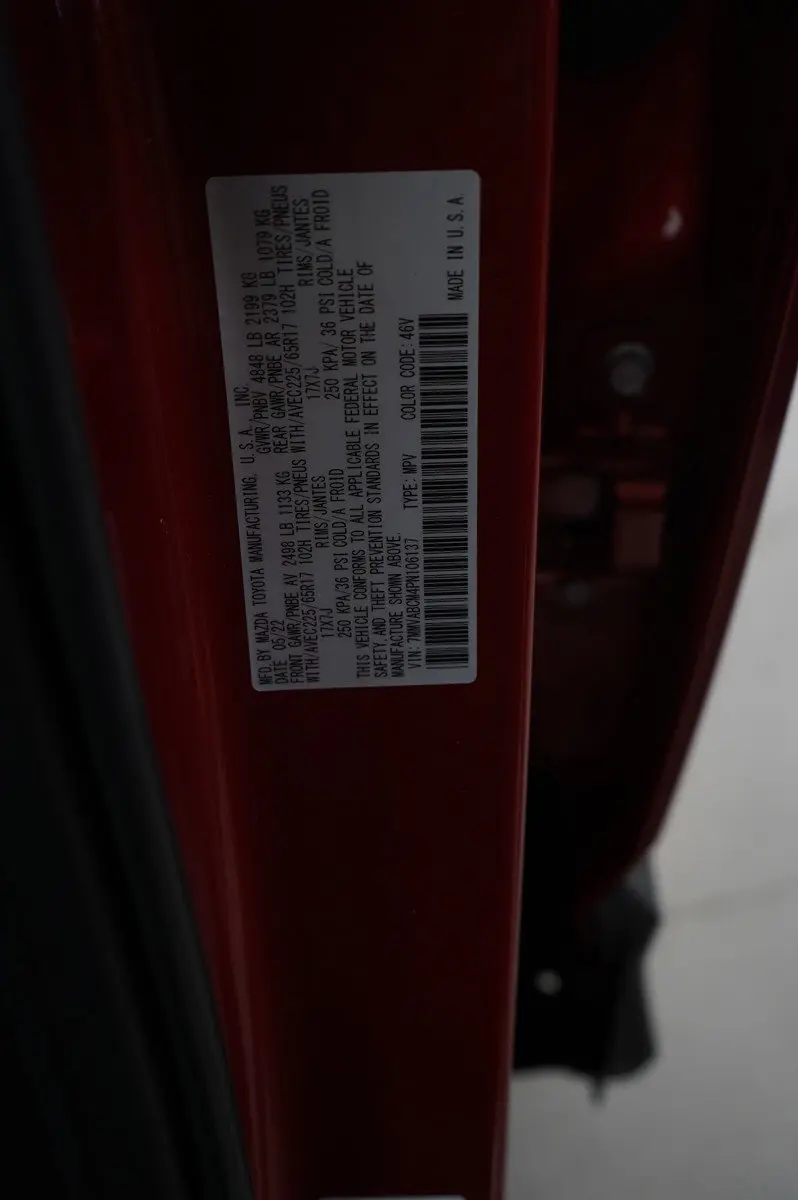 MFD.BY MAZDA TOYOTA MANUFACTURING, U.S.A., INC.
DATE 05/22 GVWR/PNBV 4848 LB 2199 KG
FRONT GAWR/PNBE AV 2498 LB 1133 KG REAR GAWR/PNBE AR 2379 LB 1079 KG
WITH/AVEC225/65R17 102H TIRES/PNEUS WITH/AVEC225/65R17 102H TIRES/PNEUS
17X7J RIMS/JANTES 17X7J RIMS/JANTES
250 KPA/36 PSI COLD/A FROID 250 KPA/ 36 PSI COLD/A FROID
THIS VEHICLE CONFORMS TO ALL APPLICABLE FEDERAL MOTOR VEHICLE
SAFETY AND THEFT PREVENTION STANDARDS IN EFFECT ON THE DATE OF
MANUFACTURE SHOWN ABOVE.
VIN: 7MMVABCM4PN106137 TYPE: MPV COLOR CODE: 46V
MADE IN U.S.A